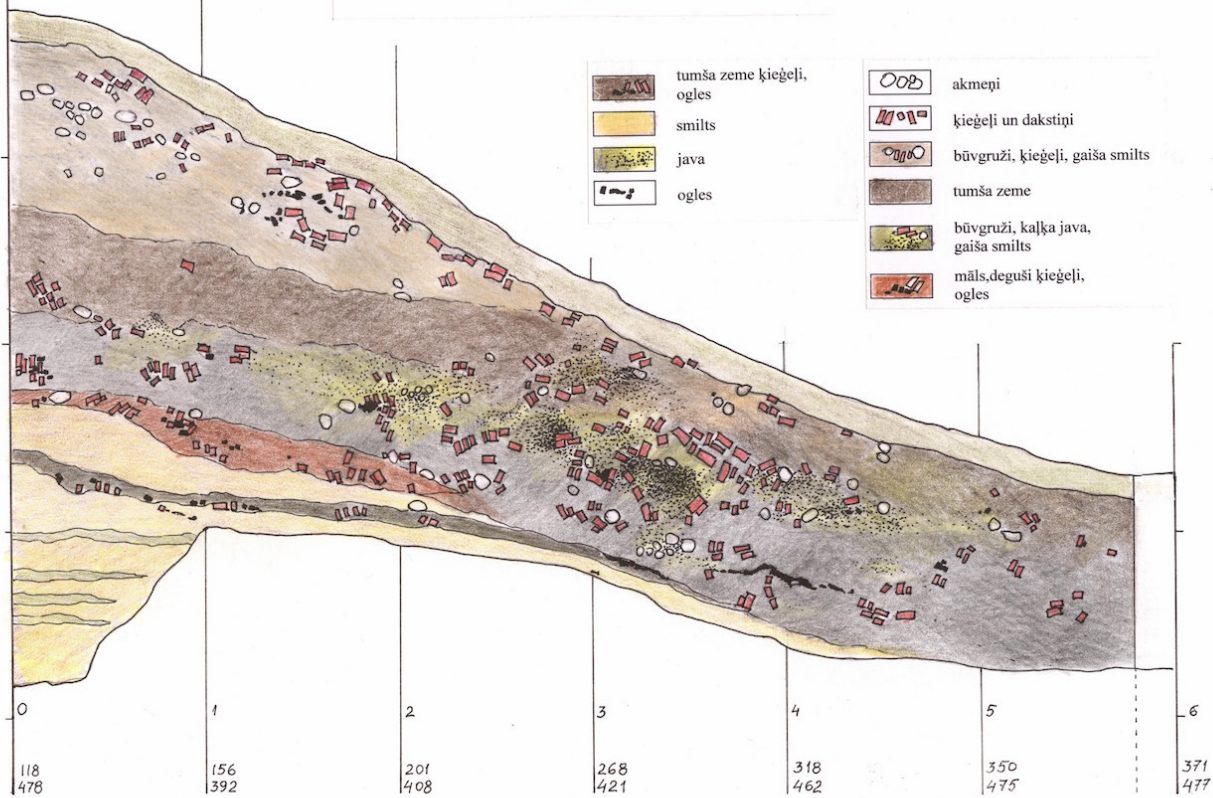 tumša zeme ķieģeļi,
ogles
smilts
java
ogles
akmeņi
ķieģeļi un dakstiņi
būvgruži, ķieģeļi, gaiša smilts
tumša zeme
būvgruži, kaļķa java,
gaiša smilts
māls,deguši ķieģeļi,
ogles
0 1 2 3 4 5 6
118 156 201 268 318 350 371
478 392 408 421 462 475 477